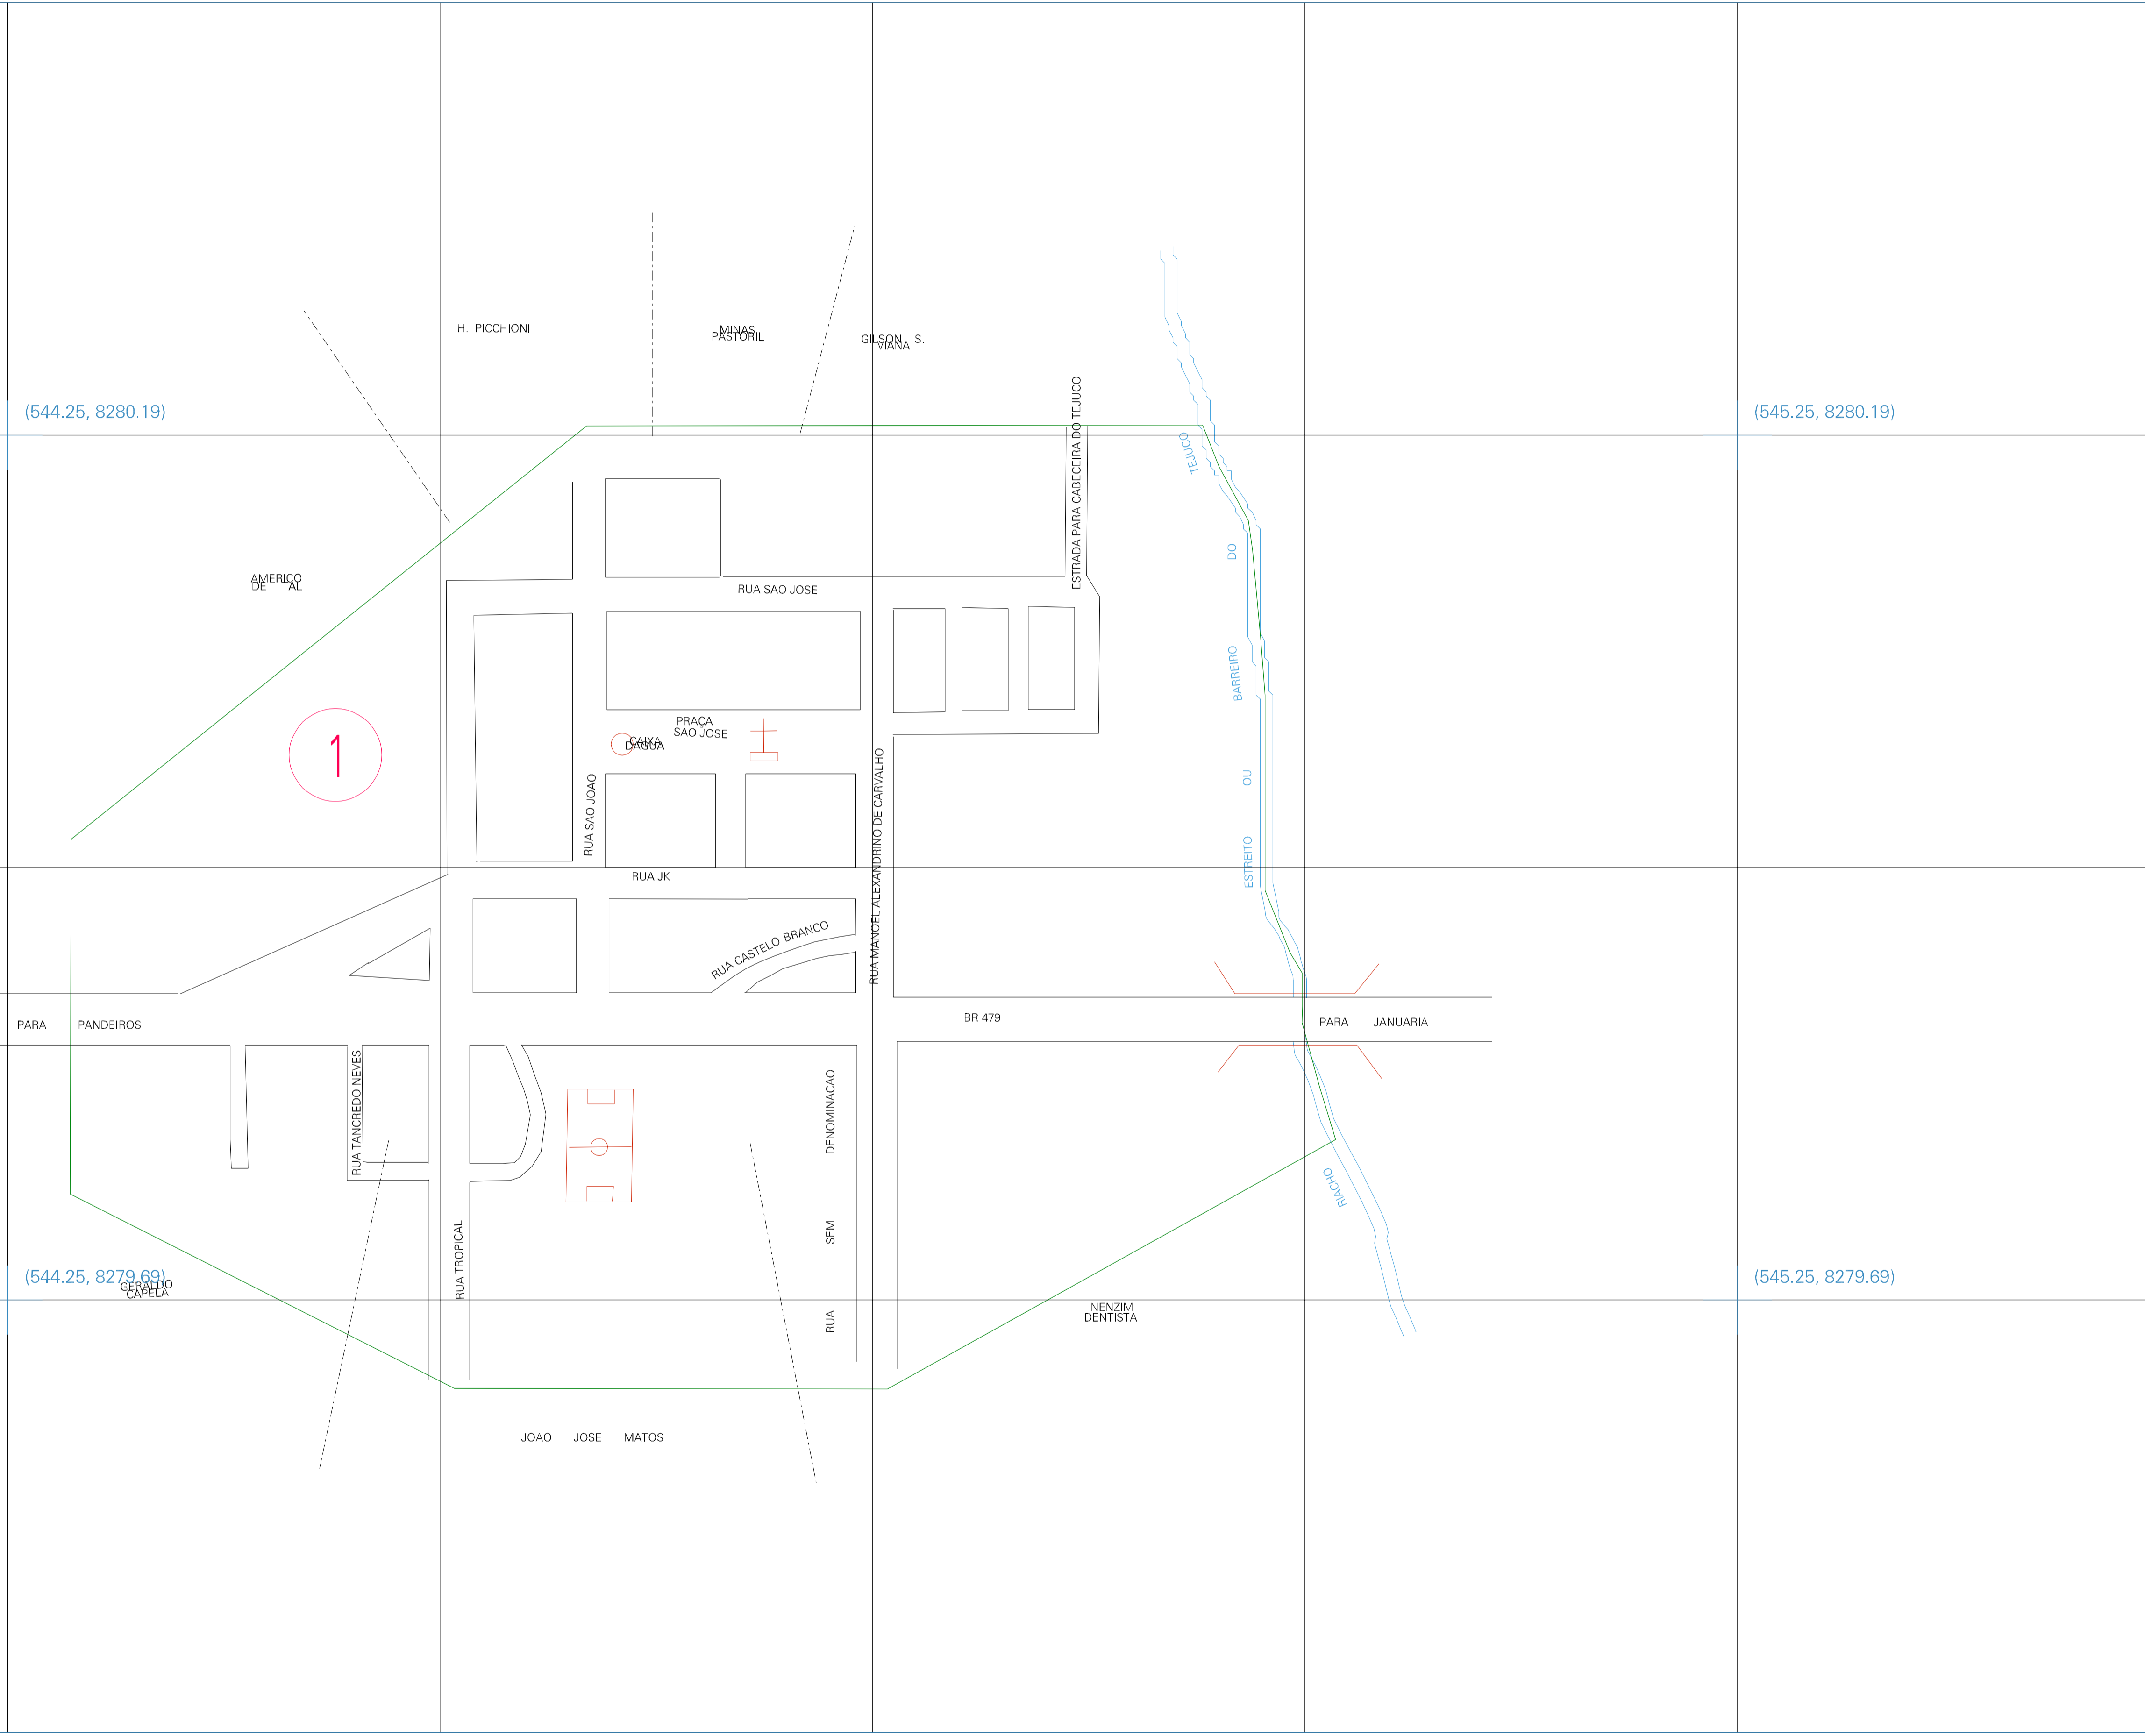 H. PICCHIONI
MINAS
PASTORIL
GILSON S.
VIANA
(544.25, 8280.19)
(545.25, 8280.19)
ESTRADA PARA CABECEIRA DO TEJUCO
TEJUCO
DO
BARREIRO
OU
ESTREITO
RIACHO
AMERICO
DE TAL
RUA SAO JOSE
1
PRAÇA
SAO JOSE
CAIXA
DAGUA
RUA SAO JOAO
RUA MANOEL ALEXANDRINO DE CARVALHO
RUA JK
RUA CASTELO BRANCO
PARA PANDEIROS
BR 479
PARA JANUARIA
RUA TANCREDO NEVES
RUA TROPICAL
RUA SEM DENOMINACAO
(544.25, 8279.69)
(545.25, 8279.69)
GERALDO
CAPELA
NENZIM
DENTISTA
JOAO JOSE MATOS